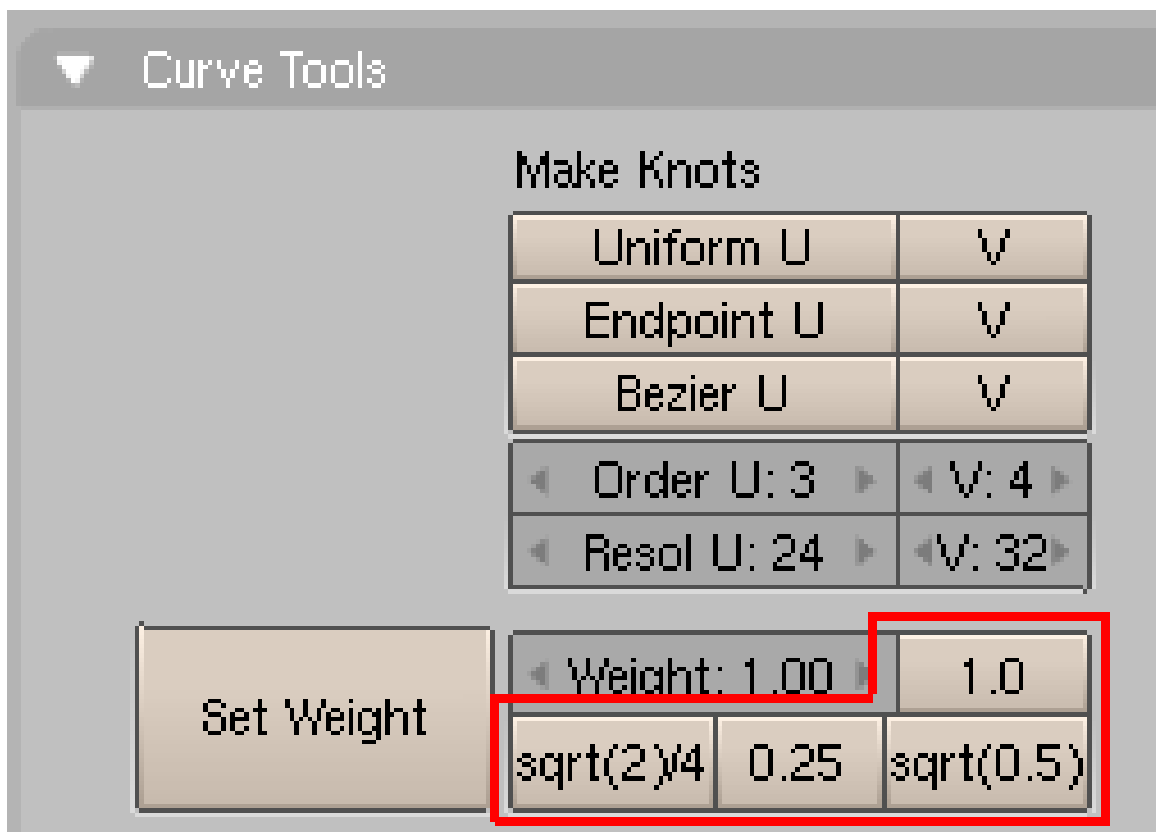 Curve Tools
Make Knots
Uniform U V
Endpoint U V
Bezier U V
Order U: 3 V: 4
Resol U: 24 V: 32
Set Weight
Weight: 1.00 1.0
sqrt(2)/4 0.25 sqrt(0.5)